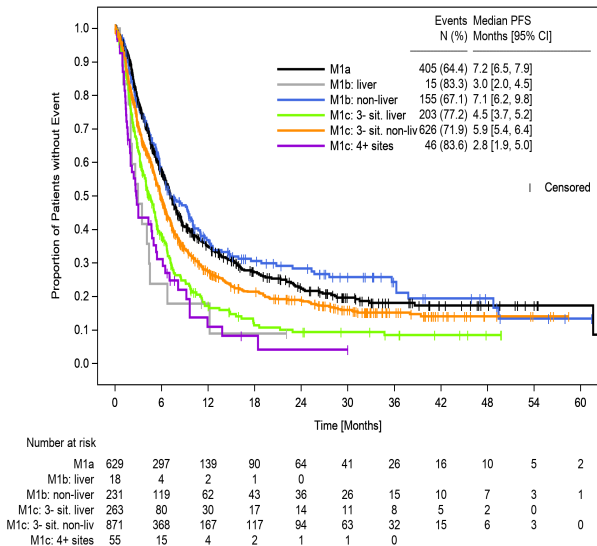 Events Median PFS
N (%) Months [95% CI]
M1a 405 (64.4) 7.2 [6.5, 7.9]
M1b: liver 15 (83.3) 3.0 [2.0, 4.5]
M1b: non-liver 155 (67.1) 7.1 [6.2, 9.8]
M1c: 3- sit. liver 203 (77.2) 4.5 [3.7, 5.2]
M1c: 3- sit. non-liv 626 (71.9) 5.9 [5.4, 6.4]
M1c: 4+ sites 46 (83.6) 2.8 [1.9, 5.0]
Censored
Proportion of Patients without Event
1.0
0.9
0.8
0.7
0.6
0.5
0.4
0.3
0.2
0.1
0.0
0 6 12 18 24 30 36 42 48 54 60
Time [Months]
Number at risk
M1a 629 297 139 90 64 41 26 16 10 5 2
M1b: liver 18 4 2 1 0
M1b: non-liver 231 119 62 43 36 26 15 10 7 3 1
M1c: 3- sit. liver 263 80 30 17 14 11 8 5 2 0
M1c: 3- sit. non-liv 871 368 167 117 94 63 32 15 6 3 0
M1c: 4+ sites 55 15 4 2 1 1 0